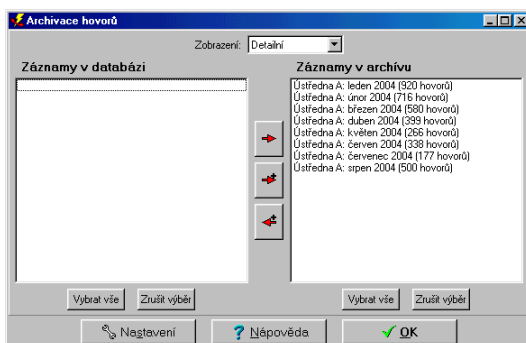 Archivace hovorů
Zobrazení: Detailní
Záznamy v databázi
Záznamy v archívu
Ústředna A: leden 2004 (920 hovorů)
Ústředna A: únor 2004 (716 hovorů)
Ústředna A: březen 2004 (580 hovorů)
Ústředna A: duben 2004 (399 hovorů)
Ústředna A: květen 2004 (266 hovorů)
Ústředna A: červen 2004 (338 hovorů)
Ústředna A: červenec 2004 (177 hovorů)
Ústředna A: srpen 2004 (500 hovorů)
Vybrat vše Zrušit výběr Vybrat vše Zrušit výběr
Nastavení ? Nápověda OK